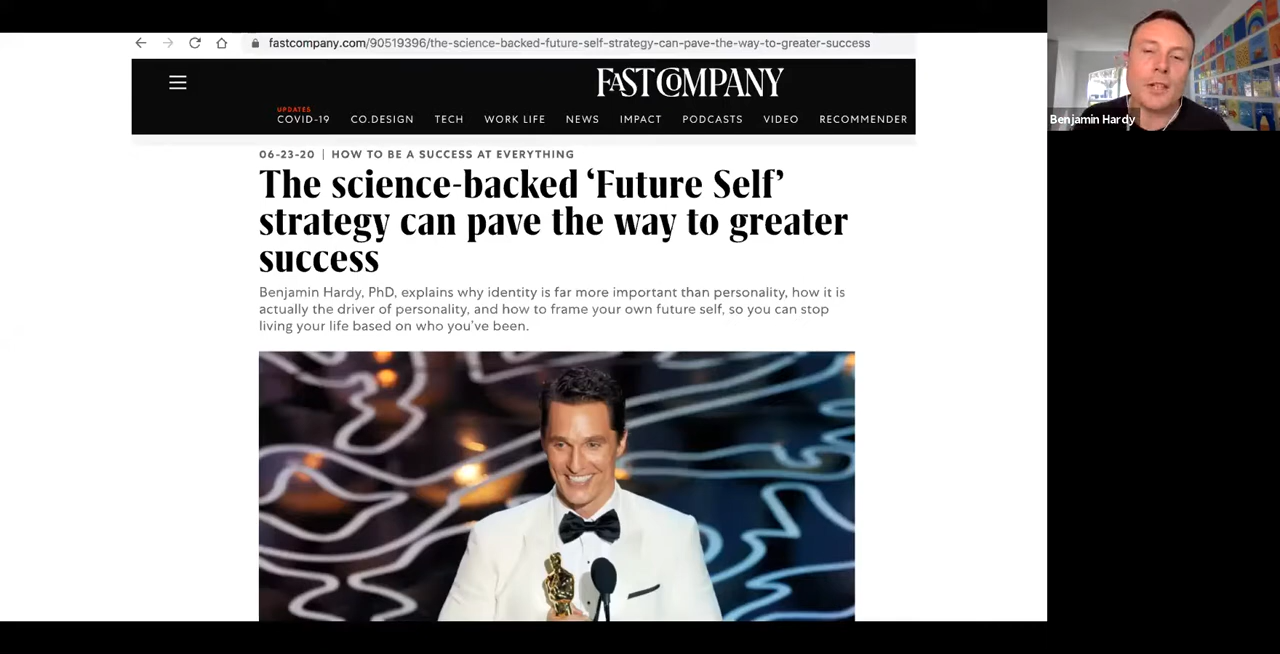 fastcompany.com/90519396/the-science-backed-future-self-strategy-can-pave-the-way-to-greater-success
FAST COMPANY
UPDATES
COVID-19 CO.DESIGN TECH WORK LIFE NEWS IMPACT PODCASTS VIDEO RECOMMENDER
06-23-20 | HOW TO BE A SUCCESS AT EVERYTHING
The science-backed ‘Future Self’
strategy can pave the way to greater
success
Benjamin Hardy, PhD, explains why identity is far more important than personality, how it is
actually the driver of personality, and how to frame your own future self, so you can stop
living your life based on who you’ve been.
Benjamin Hardy